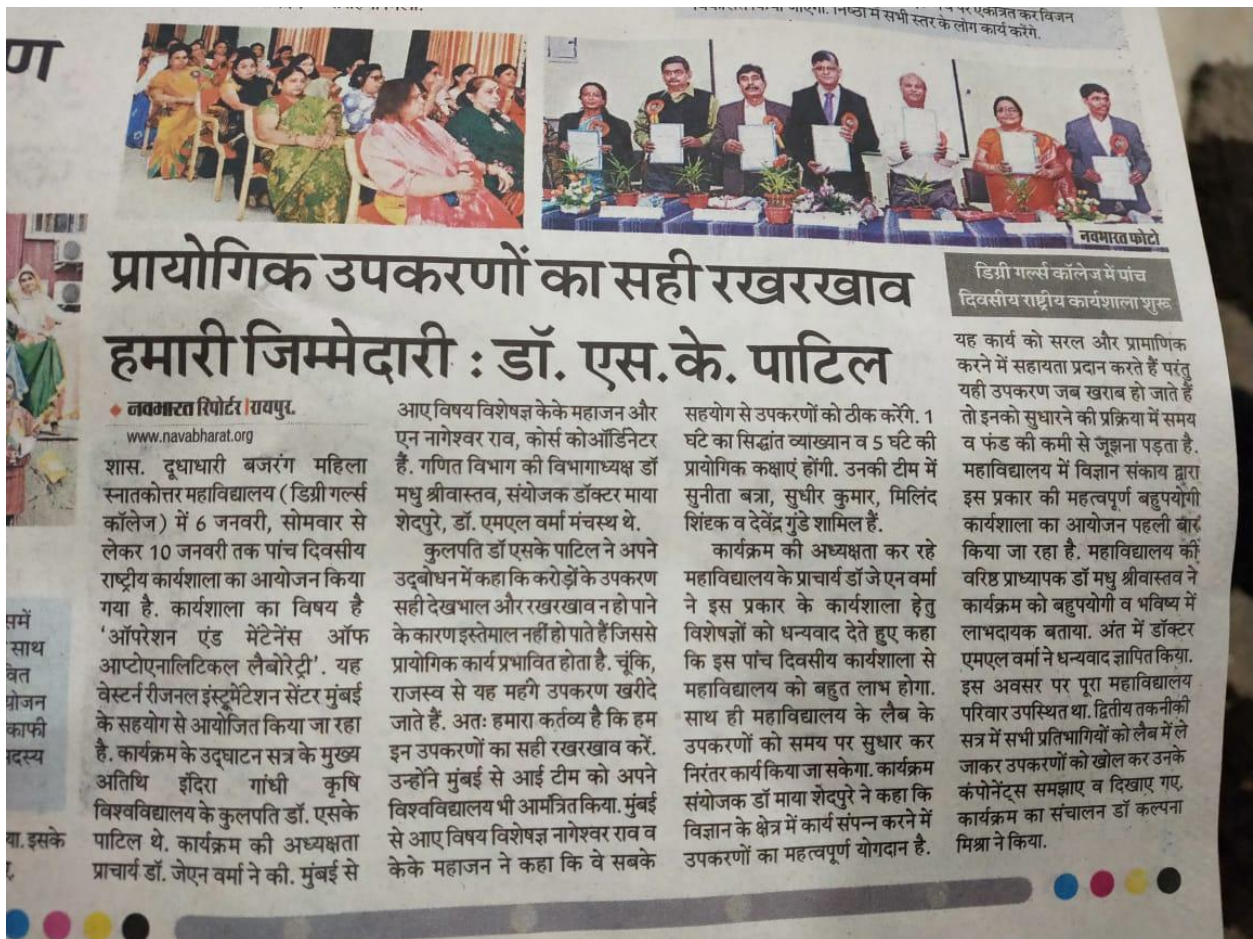 पर एकत्रित कर विजन
निष्ठा में सभी स्तर के लोग कार्य करेंगे.
ण
नवभारत फोटो
प्रायोगिक उपकरणों का सही रखरखाव
हमारी जिम्मेदारी : डॉ. एस.के. पाटिल
डिग्री गर्ल्स कॉलेज में पांच
दिवसीय राष्ट्रीय कार्यशाला शुरू
नवभारत रिपोर्टर। रायपुर.
www.navabharat.org
शास. दूधाधारी बजरंग महिला
स्नातकोत्तर महाविद्यालय (डिग्री गर्ल्स
कॉलेज) में 6 जनवरी, सोमवार से
लेकर 10 जनवरी तक पांच दिवसीय
राष्ट्रीय कार्यशाला का आयोजन किया
गया है. कार्यशाला का विषय है
'ऑपरेशन एंड मेंटेनेंस ऑफ
आप्टोएनालिटिकल लैबोरेट्री'. यह
वेस्टर्न रीजनल इंस्ट्रूमेंटेशन सेंटर मुंबई
के सहयोग से आयोजित किया जा रहा
है. कार्यक्रम के उद्घाटन सत्र के मुख्य
अतिथि इंदिरा गांधी कृषि
विश्वविद्यालय के कुलपति डॉ. एसके
पाटिल थे. कार्यक्रम की अध्यक्षता
प्राचार्य डॉ. जेएन वर्मा ने की. मुंबई से
आए विषय विशेषज्ञ केके महाजन और
एन नागेश्वर राव, कोर्स कोऑर्डिनेटर
हैं. गणित विभाग की विभागाध्यक्ष डॉ
मधु श्रीवास्तव, संयोजक डॉक्टर माया
शेदपुरे, डॉ. एमएल वर्मा मंचस्थ थे.
कुलपति डॉ एसके पाटिल ने अपने
उद्बोधन में कहा कि करोड़ों के उपकरण
सही देखभाल और रखरखाव न हो पाने
के कारण इस्तेमाल नहीं हो पाते हैं जिससे
प्रायोगिक कार्य प्रभावित होता है. चूंकि,
राजस्व से यह महंगे उपकरण खरीदे
जाते हैं. अतः हमारा कर्तव्य है कि हम
इन उपकरणों का सही रखरखाव करें.
उन्होंने मुंबई से आई टीम को अपने
विश्वविद्यालय भी आमंत्रित किया. मुंबई
से आए विषय विशेषज्ञ नागेश्वर राव व
केके महाजन ने कहा कि वे सबके
सहयोग से उपकरणों को ठीक करेंगे. 1
घंटे का सिद्धांत व्याख्यान व 5 घंटे की
प्रायोगिक कक्षाएं होंगी. उनकी टीम में
सुनीता बत्रा, सुधीर कुमार, मिलिंद
शिंदक व देवेंद्र गुंडे शामिल हैं.
कार्यक्रम की अध्यक्षता कर रहे
महाविद्यालय के प्राचार्य डॉ जे एन वर्मा
ने इस प्रकार के कार्यशाला हेतु
विशेषज्ञों को धन्यवाद देते हुए कहा
कि इस पांच दिवसीय कार्यशाला से
महाविद्यालय को बहुत लाभ होगा.
साथ ही महाविद्यालय के लैब के
उपकरणों को समय पर सुधार कर
निरंतर कार्य किया जा सकेगा. कार्यक्रम
संयोजक डॉ माया शेदपुरे ने कहा कि
विज्ञान के क्षेत्र में कार्य संपन्न करने में
उपकरणों का महत्वपूर्ण योगदान है.
यह कार्य को सरल और प्रामाणिक
करने में सहायता प्रदान करते हैं परंतु
यही उपकरण जब खराब हो जाते हैं
तो इनको सुधारने की प्रक्रिया में समय
व फंड की कमी से जूझना पड़ता है.
महाविद्यालय में विज्ञान संकाय द्वारा
इस प्रकार की महत्वपूर्ण बहुपयोगी
कार्यशाला का आयोजन पहली बार
किया जा रहा है. महाविद्यालय की
वरिष्ठ प्राध्यापक डॉ मधु श्रीवास्तव ने
कार्यक्रम को बहुपयोगी व भविष्य में
लाभदायक बताया. अंत में डॉक्टर
एमएल वर्मा ने धन्यवाद ज्ञापित किया.
इस अवसर पर पूरा महाविद्यालय
परिवार उपस्थित था. द्वितीय तकनीकी
सत्र में सभी प्रतिभागियों को लैब में ले
जाकर उपकरणों को खोल कर उनके
कंपोनेंट्स समझाए व दिखाए गए.
कार्यक्रम का संचालन डॉ कल्पना
मिश्रा ने किया.
समें
साथ
योजन
काफी
दस्य
या. इसके